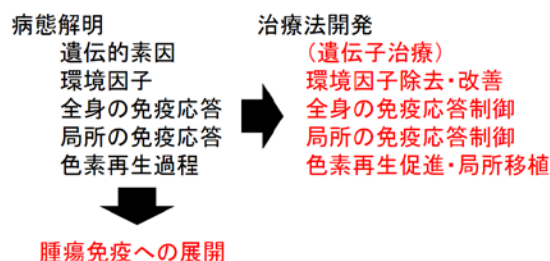 病態解明
遺伝的素因
環境因子
全身の免疫応答
局所の免疫応答
色素再生過程
治療法開発
（遺伝子治療）
環境因子除去・改善
全身の免疫応答制御
局所の免疫応答制御
色素再生促進・局所移植
腫瘍免疫への展開